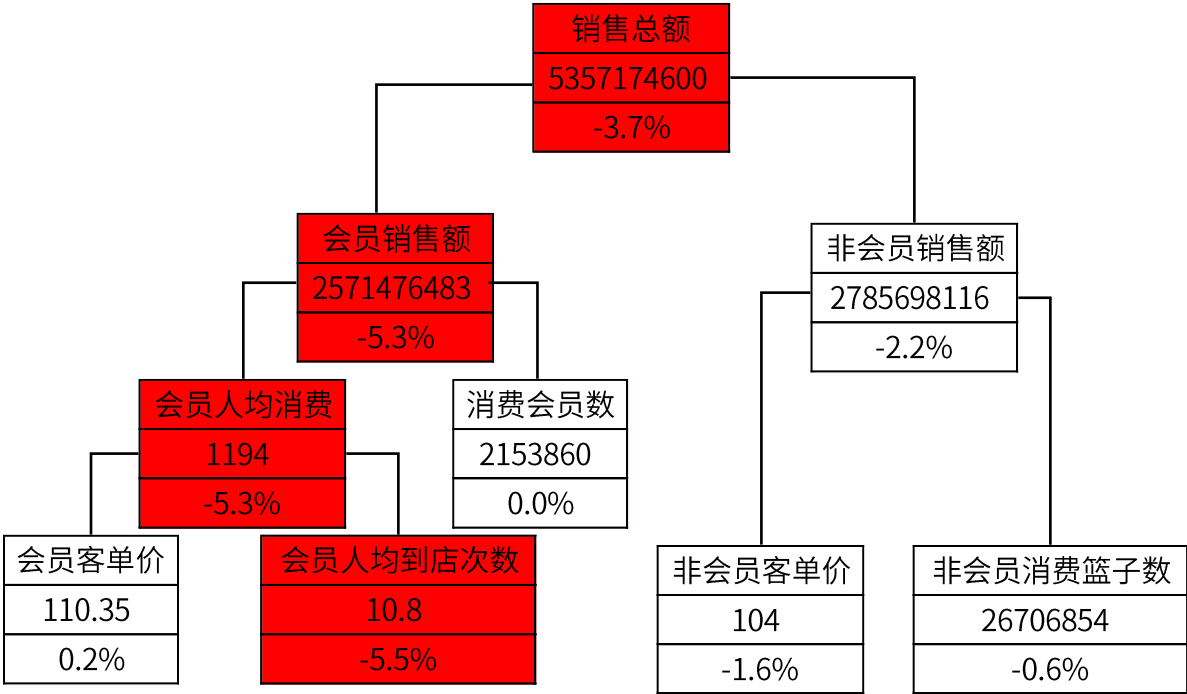 销售总额
5357174600
-3.7%
会员销售额
2571476483
-5.3%
非会员销售额
2785698116
-2.2%
会员人均消费
1194
-5.3%
消费会员数
2153860
0.0%
会员客单价
110.35
0.2%
会员人均到店次数
10.8
-5.5%
非会员客单价
104
-1.6%
非会员消费篮子数
26706854
-0.6%